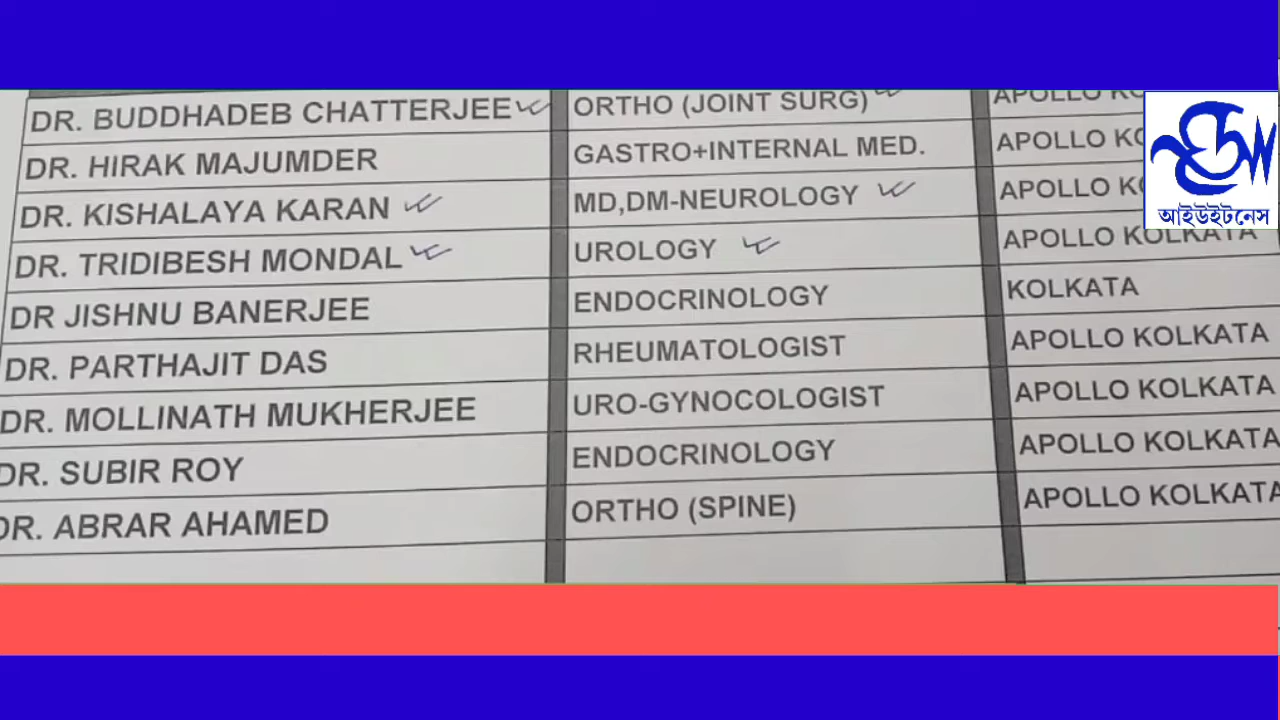 DR. BUDDHADEB CHATTERJEE ORTHO (JOINT SURG) APOLLO
DR. HIRAK MAJUMDER GASTRO+INTERNAL MED. APOLLO
DR. KISHALAYA KARAN MD,DM-NEUROLOGY APOLLO
DR. TRIDIBESH MONDAL UROLOGY APOLLO KOLKATA
DR JISHNU BANERJEE ENDOCRINOLOGY KOLKATA
DR. PARTHAJIT DAS RHEUMATOLOGIST APOLLO KOLKATA
DR. MOLLINATH MUKHERJEE URO-GYNOCOLOGIST APOLLO KOLKATA
DR. SUBIR ROY ENDOCRINOLOGY APOLLO KOLKATA
DR. ABRAR AHAMED ORTHO (SPINE) APOLLO KOLKATA
আইউইটনেস